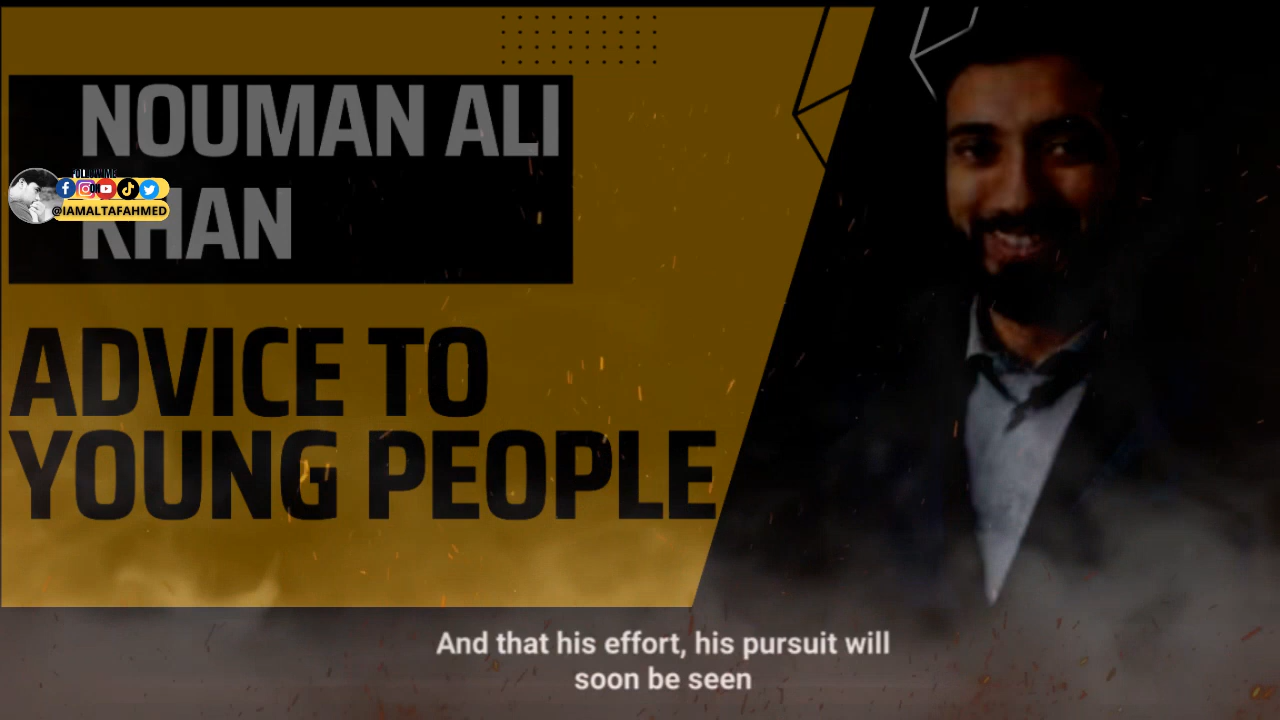 NOUMAN ALI
KHAN
@IAMALTAFAHMED
ADVICE TO
YOUNG PEOPLE
And that his effort, his pursuit will
soon be seen